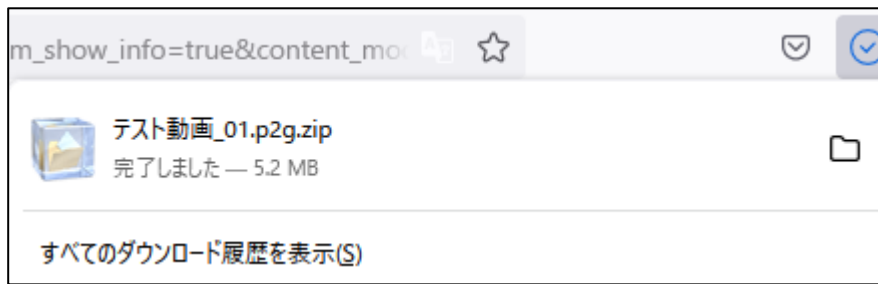 m_show_info=true&content_mo
テスト動画_01.p2g.zip
完了しました — 5.2 MB
すべてのダウンロード履歴を表示(S)